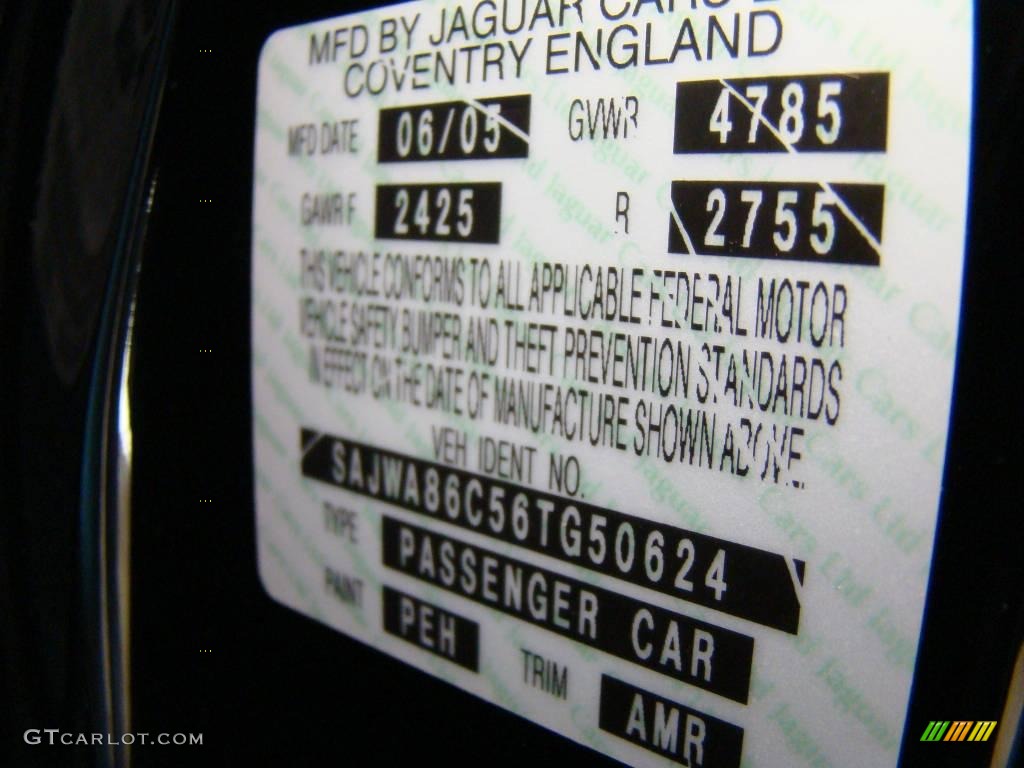 MFD BY JAGUAR CARS L
COVENTRY ENGLAND
MFD DATE 06/05 GVWR 4785
GAWR F 2425 R 2755
THIS VEHICLE CONFORMS TO ALL APPLICABLE FEDERAL MOTOR
VEHICLE SAFETY BUMPER AND THEFT PREVENTION STANDARDS
IN EFFECT ON THE DATE OF MANUFACTURE SHOWN ABOVE.
VEH IDENT NO.
SAJWA86C56TG50624
TYPE PASSENGER CAR
PAINT PEH TRIM AMR
GTCARLOT.COM